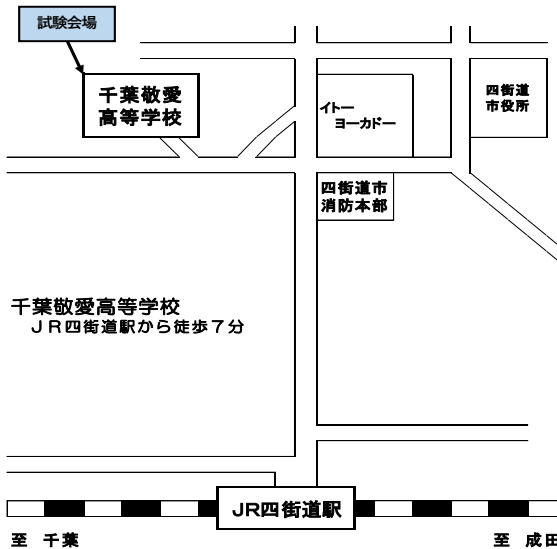 試験会場
千葉敬愛
高等学校
イトー
ヨーカドー
四街道
市役所
四街道市
消防本部
千葉敬愛高等学校
JR四街道駅から徒歩7分
JR四街道駅
至 千葉
至 成田